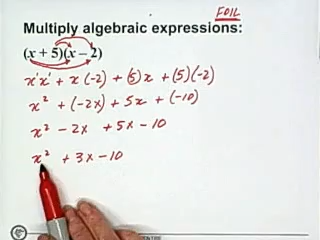 FOIL
Multiply algebraic expressions:
(x + 5)(x – 2)
x'x' + x(-2) + (5)x + (5)(-2)
x² + (-2x) + 5x + (-10)
x² - 2x + 5x - 10
x² + 3x - 10